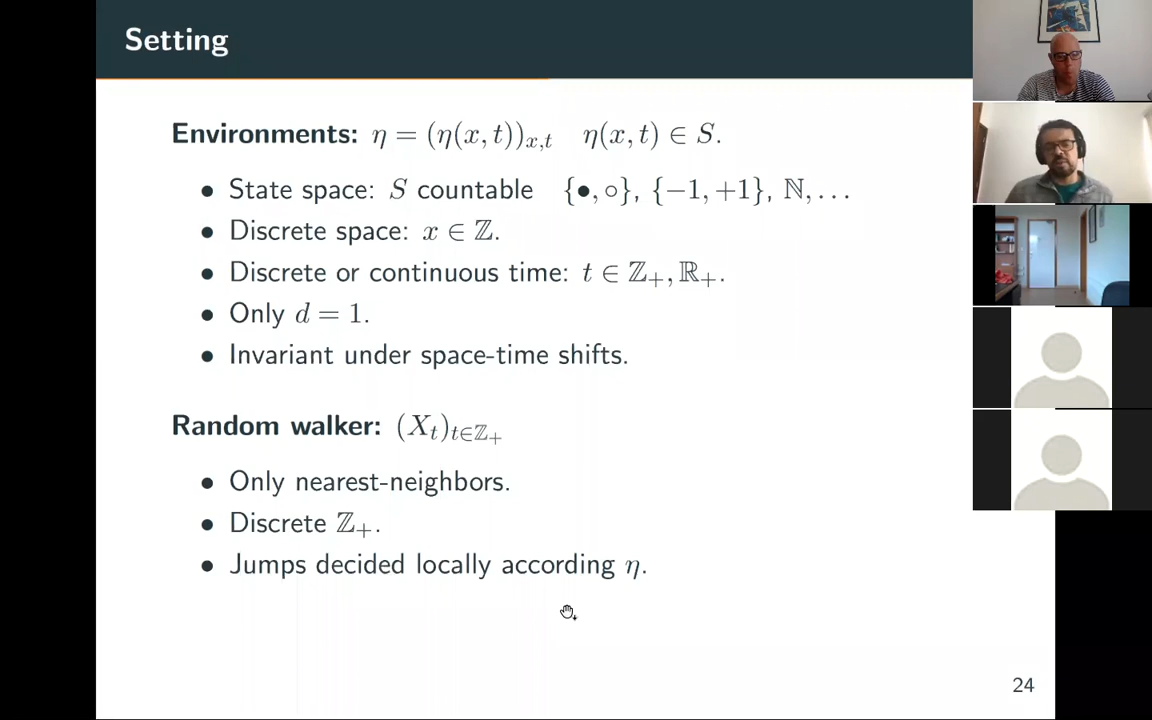 Setting
Environments: η = (η(x, t))ₓ,ₜ η(x, t) ∈ S.
• State space: S countable {●, ○}, {−1, +1}, ℕ, . . .
• Discrete space: x ∈ ℤ.
• Discrete or continuous time: t ∈ ℤ₊, ℝ₊.
• Only d = 1.
• Invariant under space-time shifts.
Random walker: (Xₜ)ₜ∈ℤ₊
• Only nearest-neighbors.
• Discrete ℤ₊.
• Jumps decided locally according η.
24